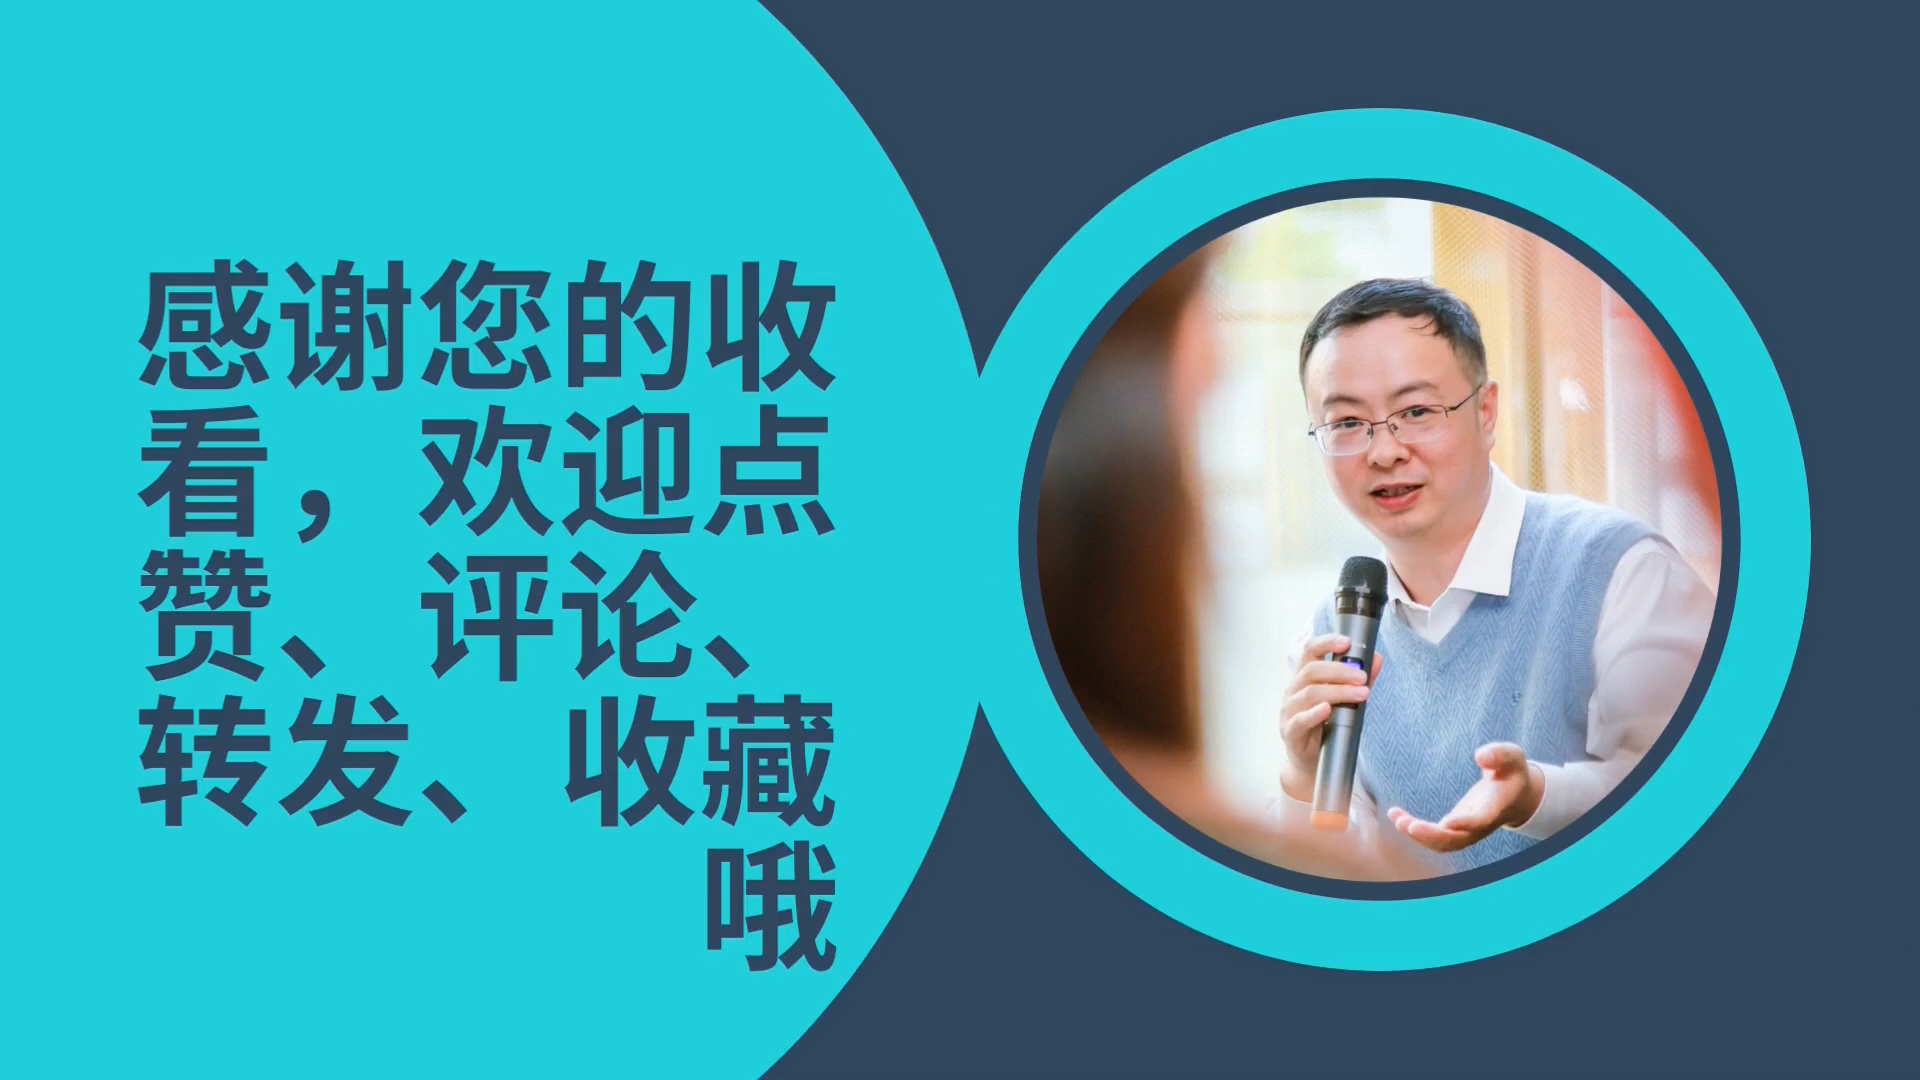 感谢您的收
看，欢迎点
赞、评论、
转发、收藏
哦